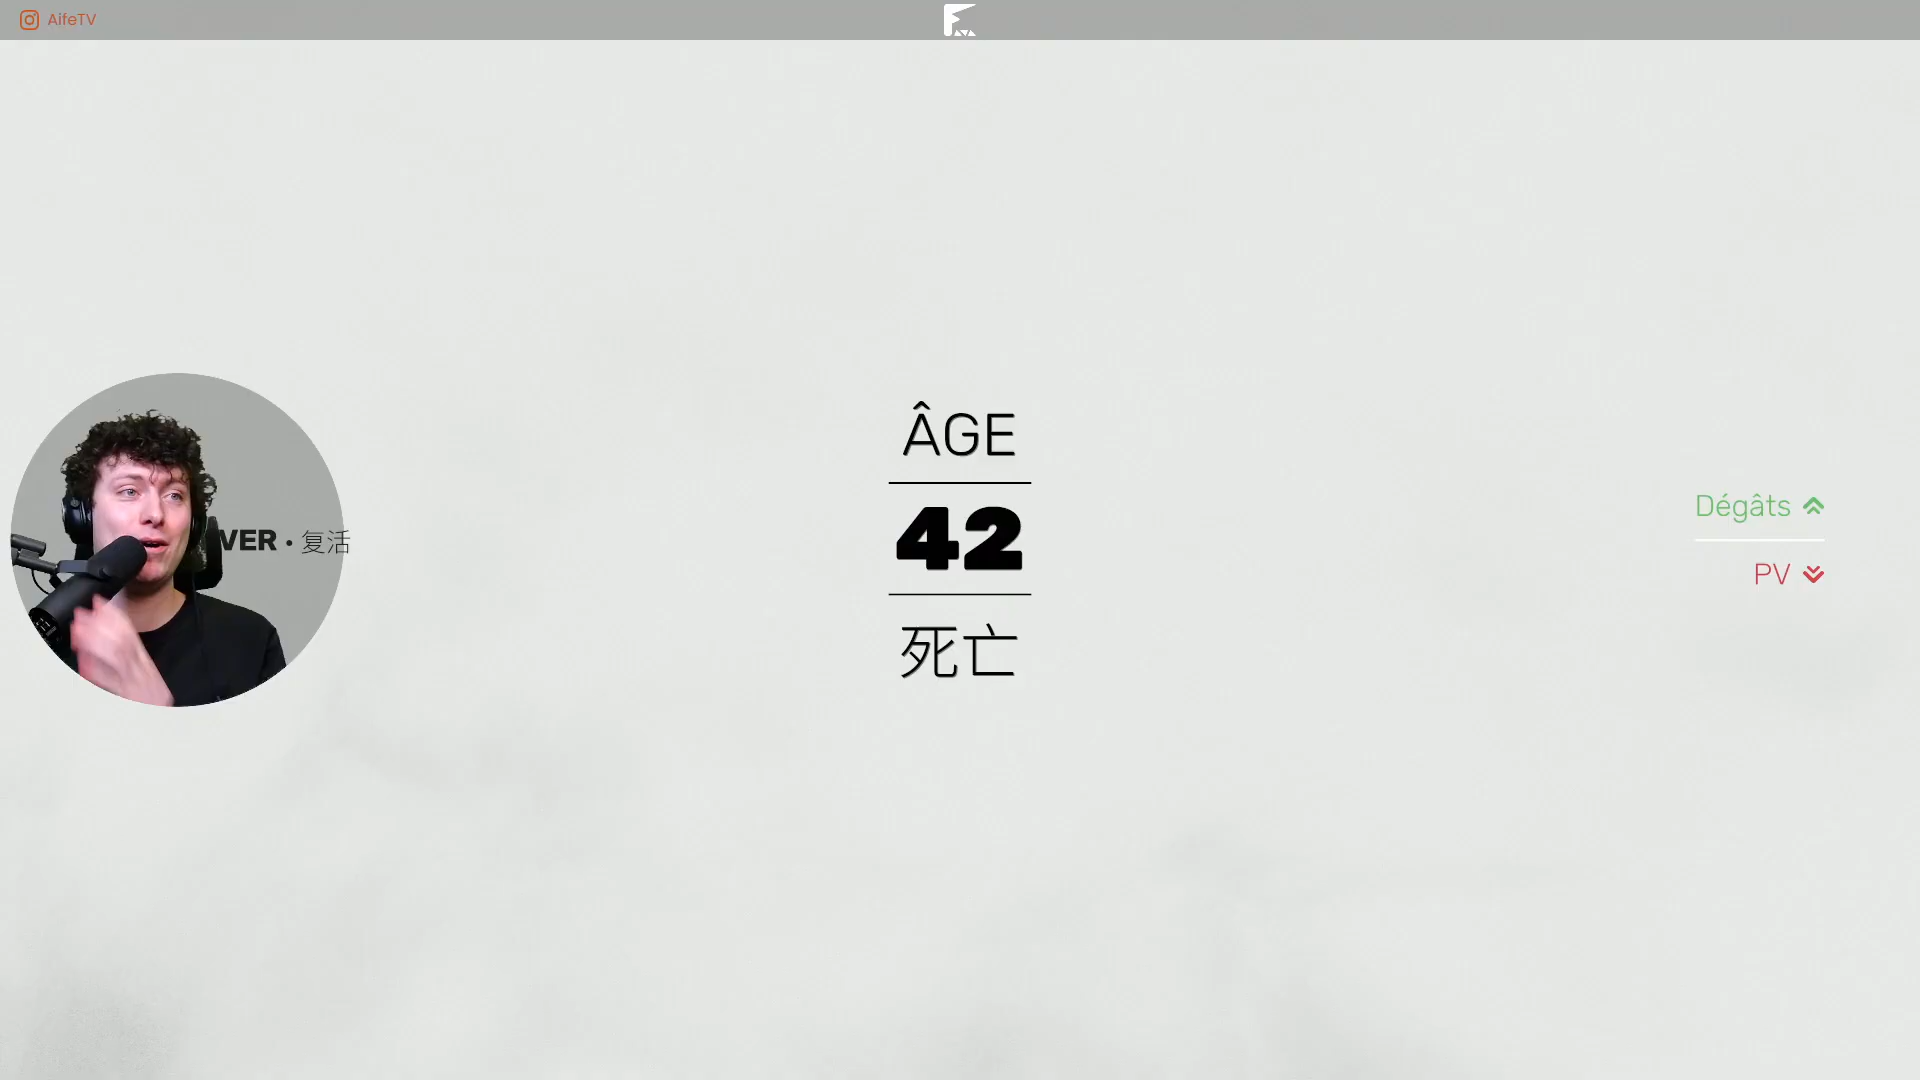 AifeTV
ÂGE
42
死亡
VER • 复活
Dégâts
PV